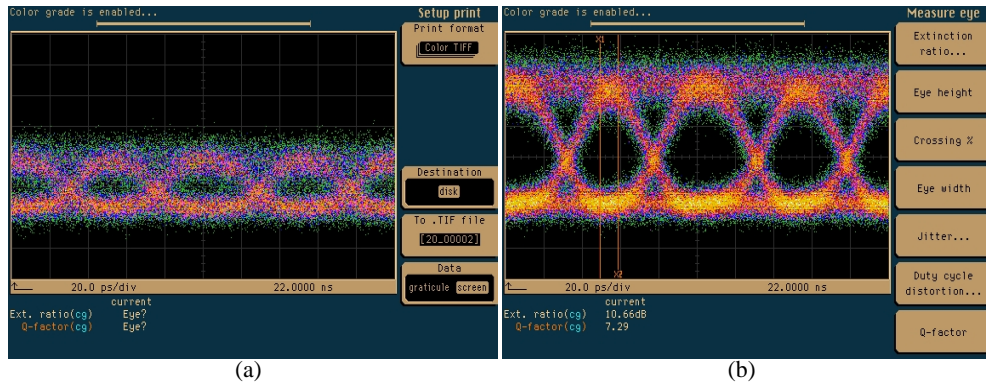 Color grade is enabled...
Setup print
Print format
Color TIFF
Destination
disk
To .TIF file
[20_00002]
Data
graticule screen
20.0 ps/div 22.0000 ns
current
Ext. ratio(cg) Eye?
Q-factor(cg) Eye?
(a)
Color grade is enabled...
Measure eye
X1
X2
Extinction
ratio...
Eye height
Crossing %
Eye width
Jitter...
Duty cycle
distortion...
Q-factor
20.0 ps/div 22.0000 ns
current
Ext. ratio(cg) 10.66dB
Q-factor(cg) 7.29
(b)